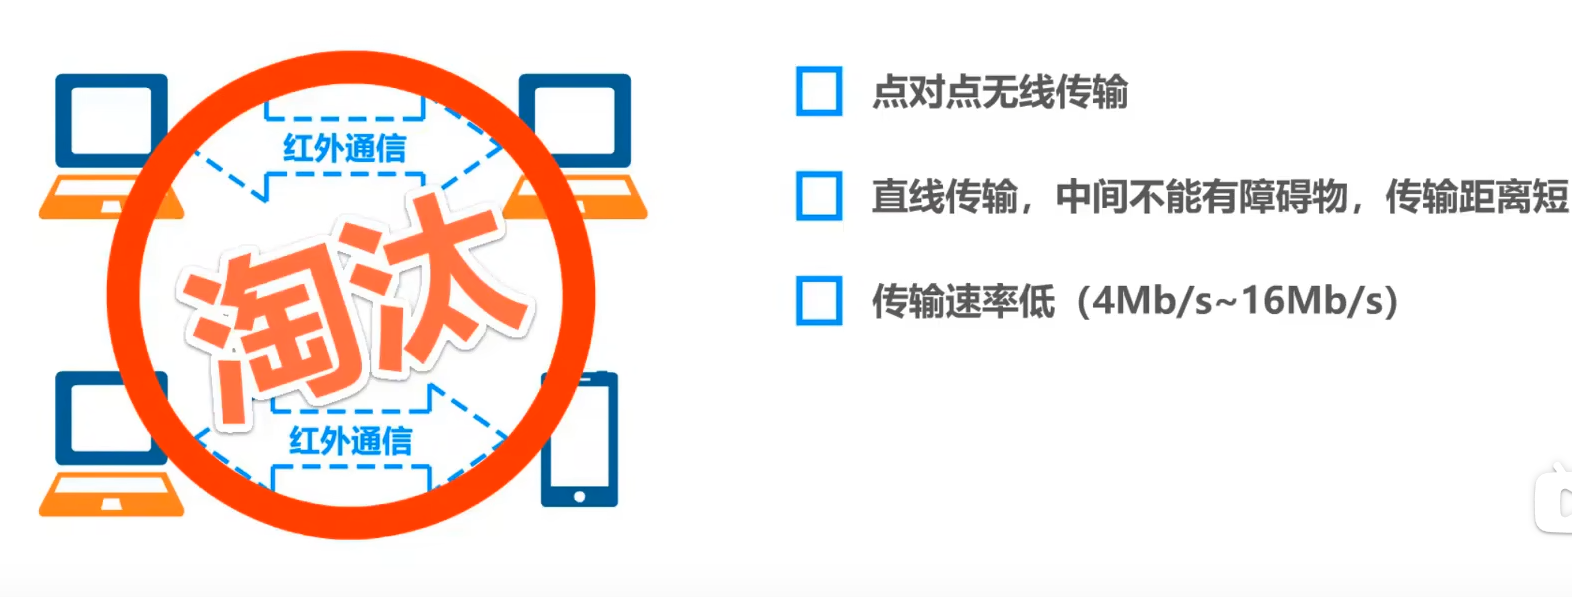 红外通信
淘汰
红外通信
点对点无线传输
直线传输，中间不能有障碍物，传输距离短
传输速率低（4Mb/s~16Mb/s）